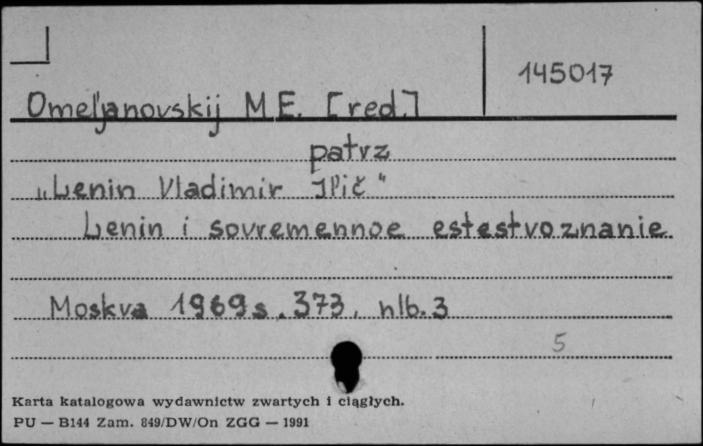 145017
Omel'janovskij M.E. [red.]
patrz
„Lenin Vladimir Il'ič"
Lenin i sovremennoe estestvoznanie
Moskva 1969 s. 373, nlb. 3
5
Karta katalogowa wydawnictw zwartych i ciągłych.
PU — B144 Zam. 849/DW/On ZGG — 1991